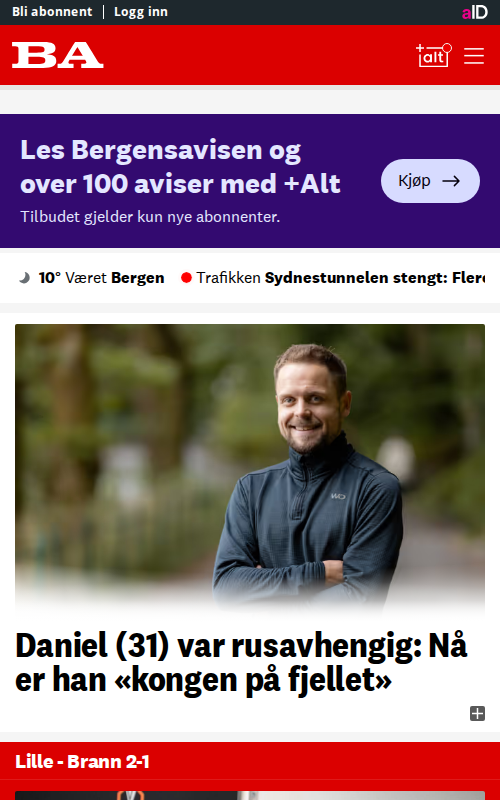 Bli abonnent
Logg inn
aID
BA
+alt
Les Bergensavisen og
over 100 aviser med +Alt
Tilbudet gjelder kun nye abonnenter.
Kjøp
10° Været Bergen
Trafikken Sydnestunnelen stengt: Flere
Daniel (31) var rusavhengig: Nå
er han «kongen på fjellet»
Lille - Brann 2-1